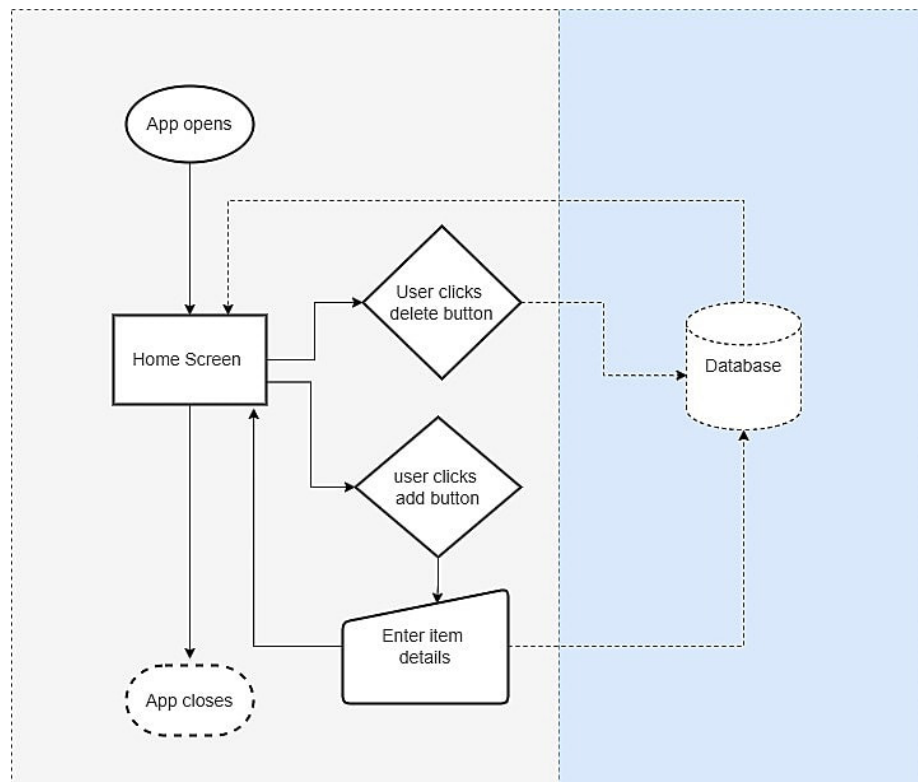 App opens
User clicks
delete button
Home Screen
Database
user clicks
add button
Enter item
details
App closes